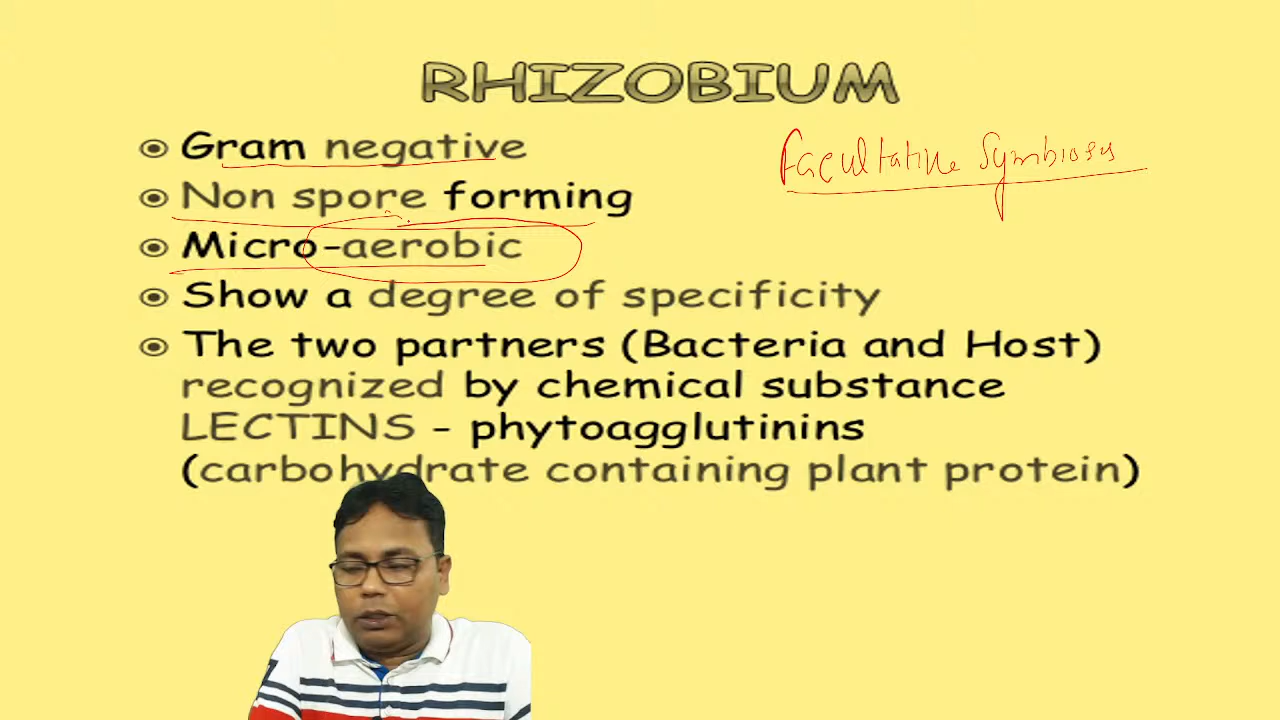 RHIZOBIUM
Gram negative
Facultative Symbiosis
Non spore forming
Micro-aerobic
Show a degree of specificity
The two partners (Bacteria and Host)
recognized by chemical substance
LECTINS - phytoagglutinins
(carbohydrate containing plant protein)